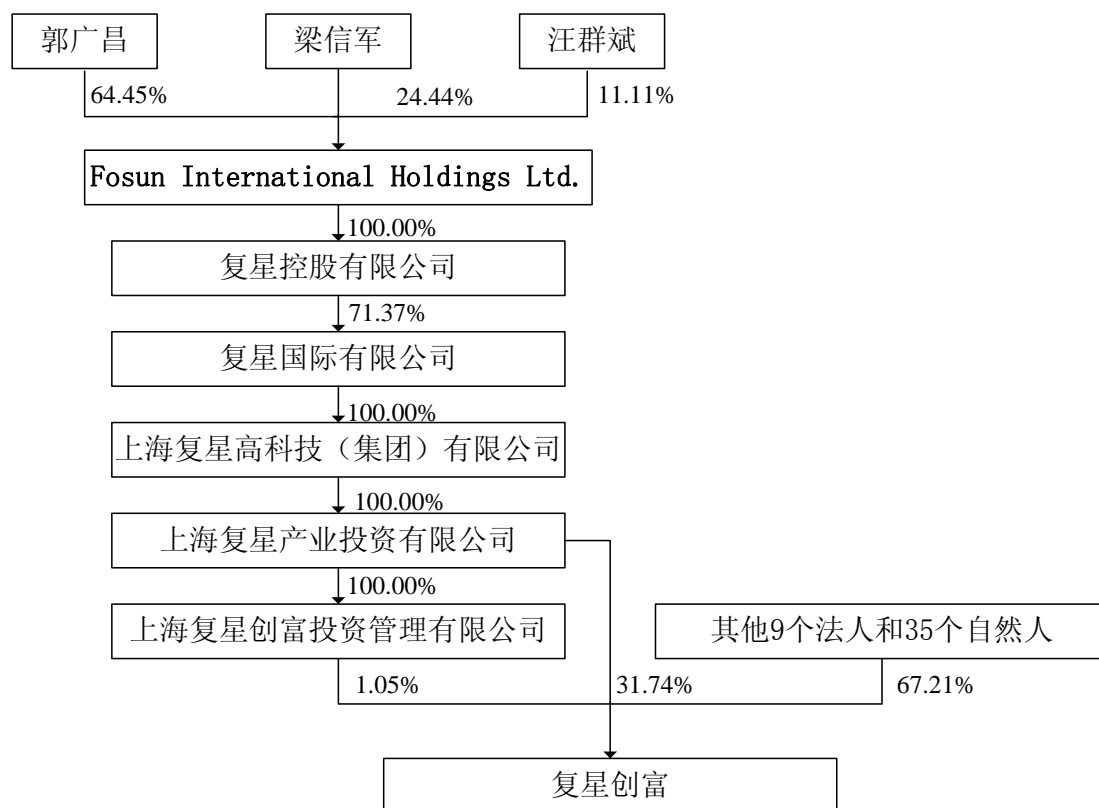 郭广昌
梁信军
汪群斌
64.45%
24.44%
11.11%
Fosun International Holdings Ltd.
100.00%
复星控股有限公司
71.37%
复星国际有限公司
100.00%
上海复星高科技（集团）有限公司
100.00%
上海复星产业投资有限公司
100.00%
上海复星创富投资管理有限公司
其他9个法人和35个自然人
1.05%
31.74%
67.21%
复星创富